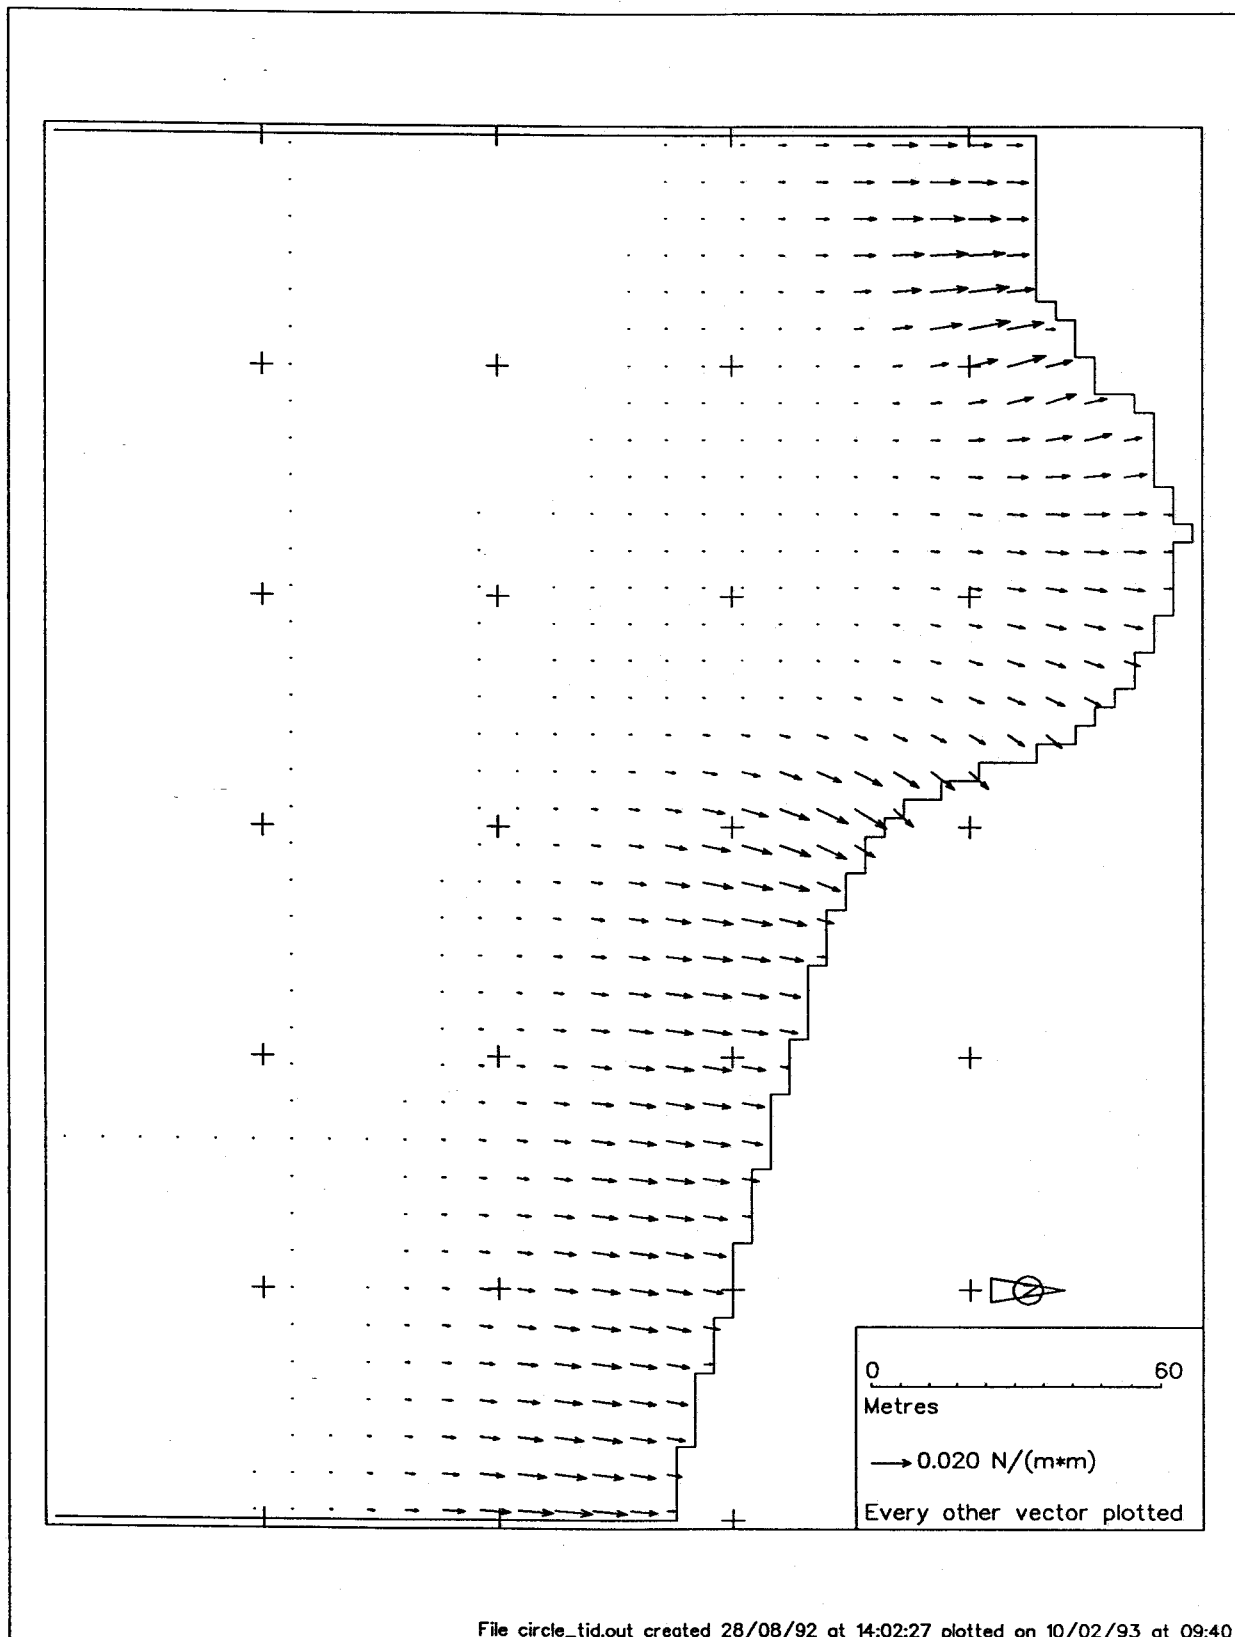 N
0 60
Metres
0.020 N/(m*m)
Every other vector plotted
File circle_tid.out created 28/08/92 at 14:02:27 plotted on 10/02/93 at 09:40